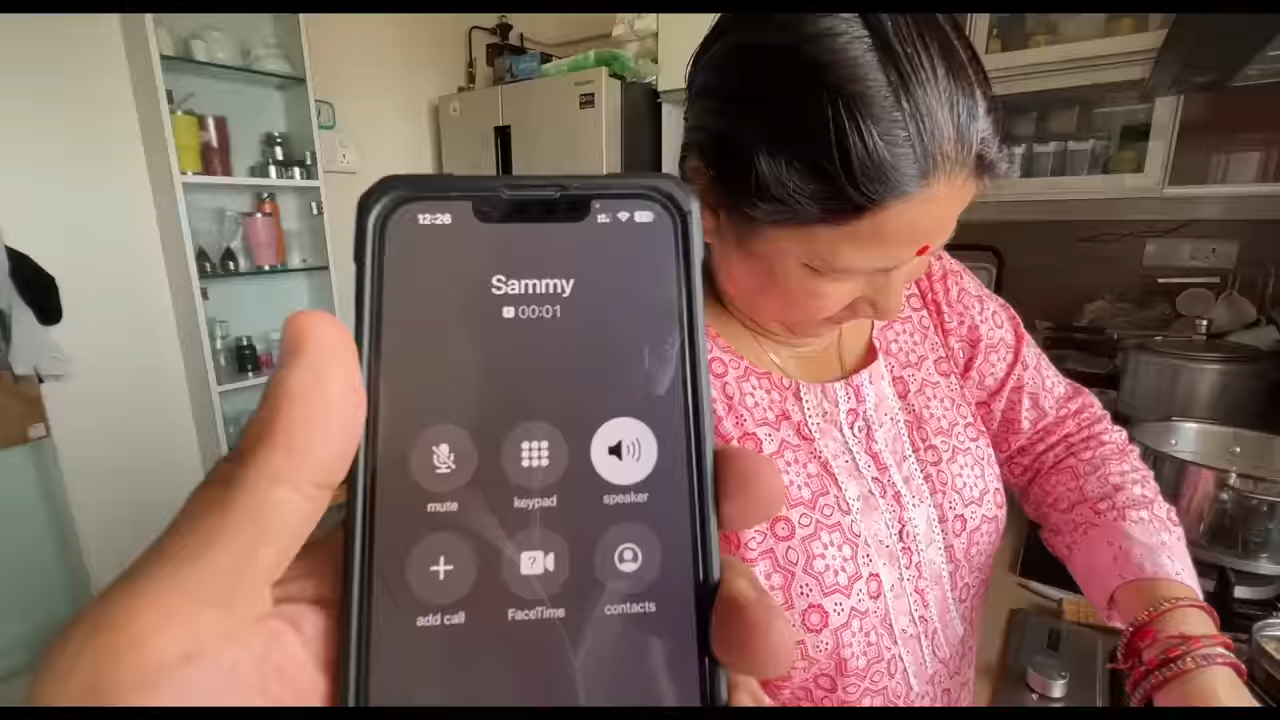 12:26
Sammy
00:01
mute
keypad
speaker
add call
?
FaceTime
contacts